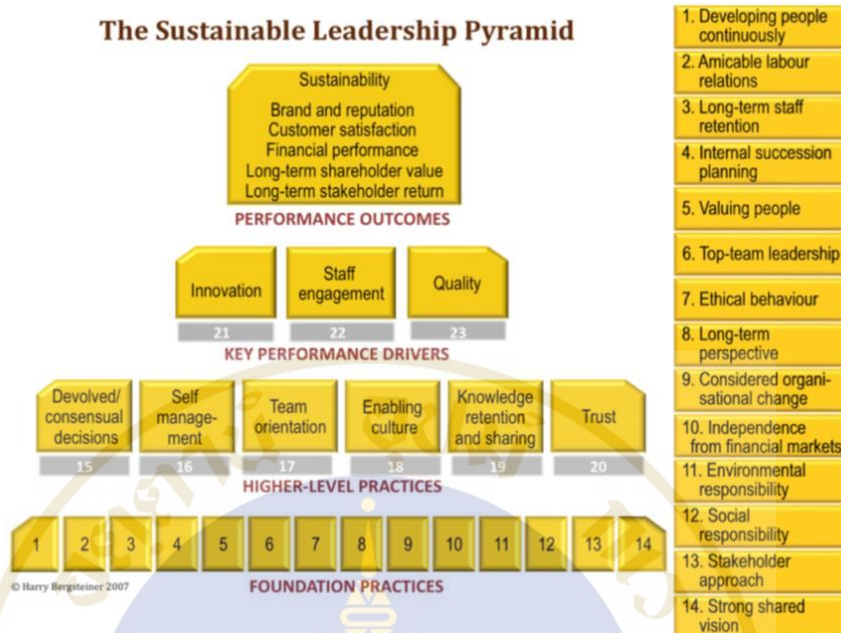 The Sustainable Leadership Pyramid
Sustainability
Brand and reputation
Customer satisfaction
Financial performance
Long-term shareholder value
Long-term stakeholder return
PERFORMANCE OUTCOMES
Innovation
Staff
engagement
Quality
21
22
23
KEY PERFORMANCE DRIVERS
Devolved/
consensual
decisions
Self
manage-
ment
Team
orientation
Enabling
culture
Knowledge
retention
and sharing
Trust
15
16
17
18
19
20
HIGHER-LEVEL PRACTICES
1 2 3 4 5 6 7 8 9 10 11 12 13 14
© Harry Bergsteiner 2007
FOUNDATION PRACTICES
1. Developing people
continuously
2. Amicable labour
relations
3. Long-term staff
retention
4. Internal succession
planning
5. Valuing people
6. Top-team leadership
7. Ethical behaviour
8. Long-term
perspective
9. Considered organi-
sational change
10. Independence
from financial markets
11. Environmental
responsibility
12. Social
responsibility
13. Stakeholder
approach
14. Strong shared
vision